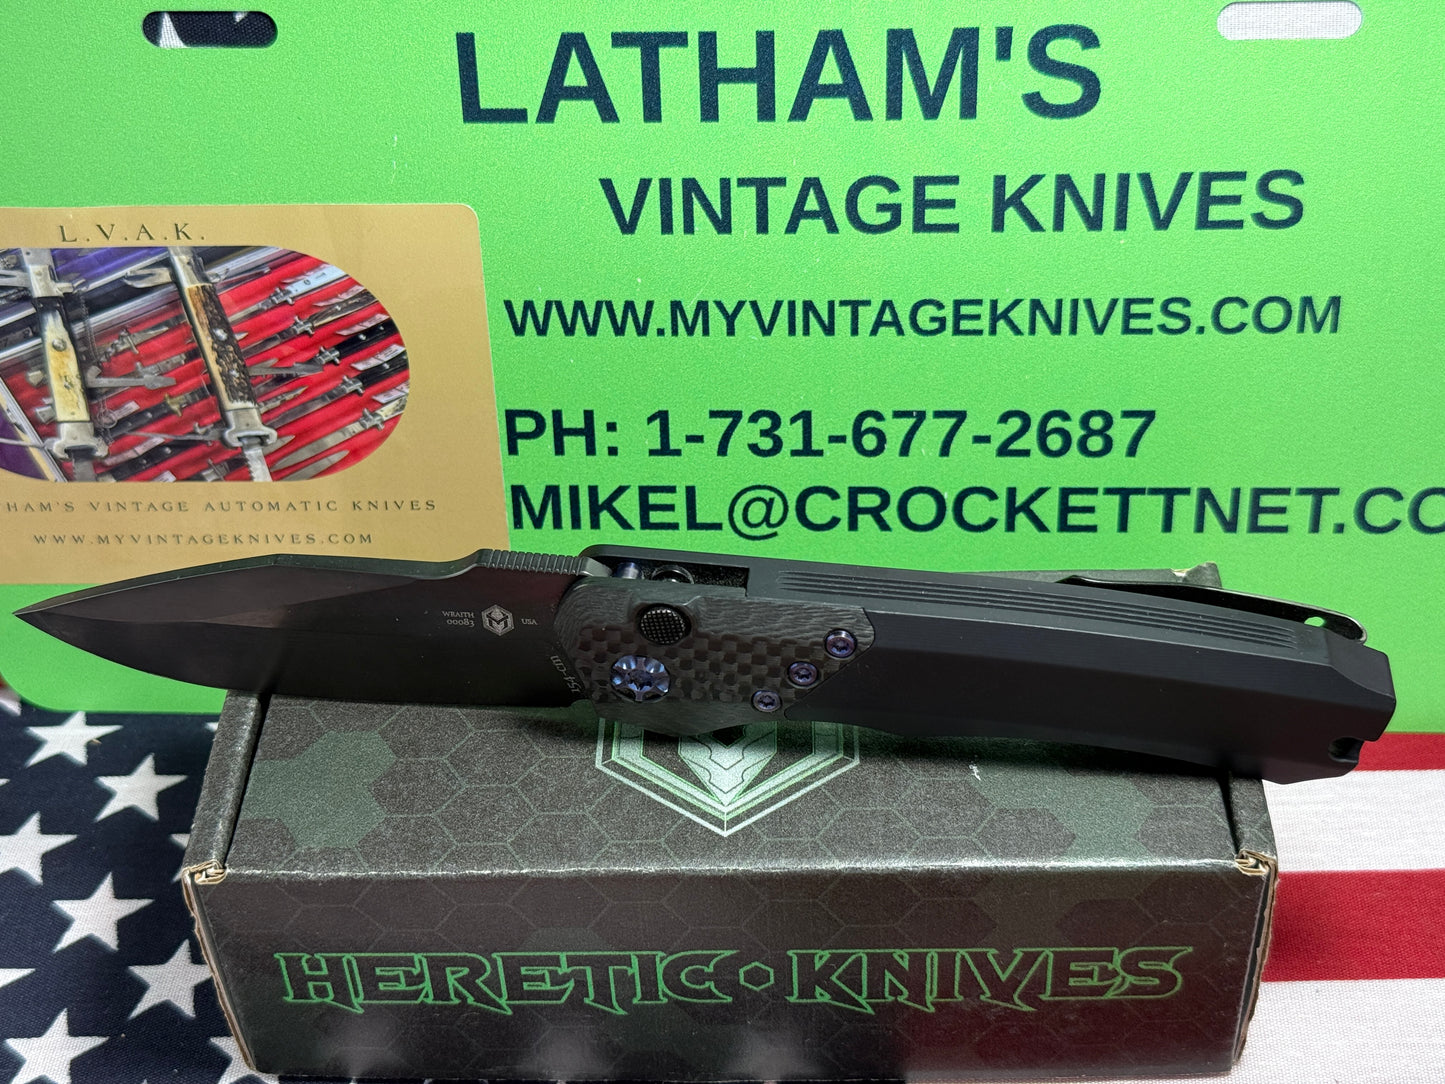 LATHAM'S
VINTAGE KNIVES
WWW.MYVINTAGEKNIVES.COM
PH: 1-731-677-2687
MIKEL@CROCKETTNET.CO
L.V.A.K.
THAM'S VINTAGE AUTOMATIC KNIVES
WWW.MYVINTAGEKNIVES.COM
WRAITH
00083
USA
HERETIC · KNIVES